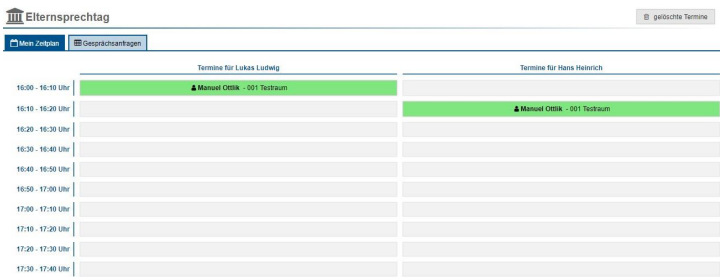 Elternsprechtag
gelöschte Termine
Mein Zeitplan Gesprächsanfragen
Termine für Lukas Ludwig Termine für Hans Heinrich
16:00 - 16:10 Uhr Manuel Ottlik - 001 Testraum
16:10 - 16:20 Uhr Manuel Ottlik - 001 Testraum
16:20 - 16:30 Uhr
16:30 - 16:40 Uhr
16:40 - 16:50 Uhr
16:50 - 17:00 Uhr
17:00 - 17:10 Uhr
17:10 - 17:20 Uhr
17:20 - 17:30 Uhr
17:30 - 17:40 Uhr